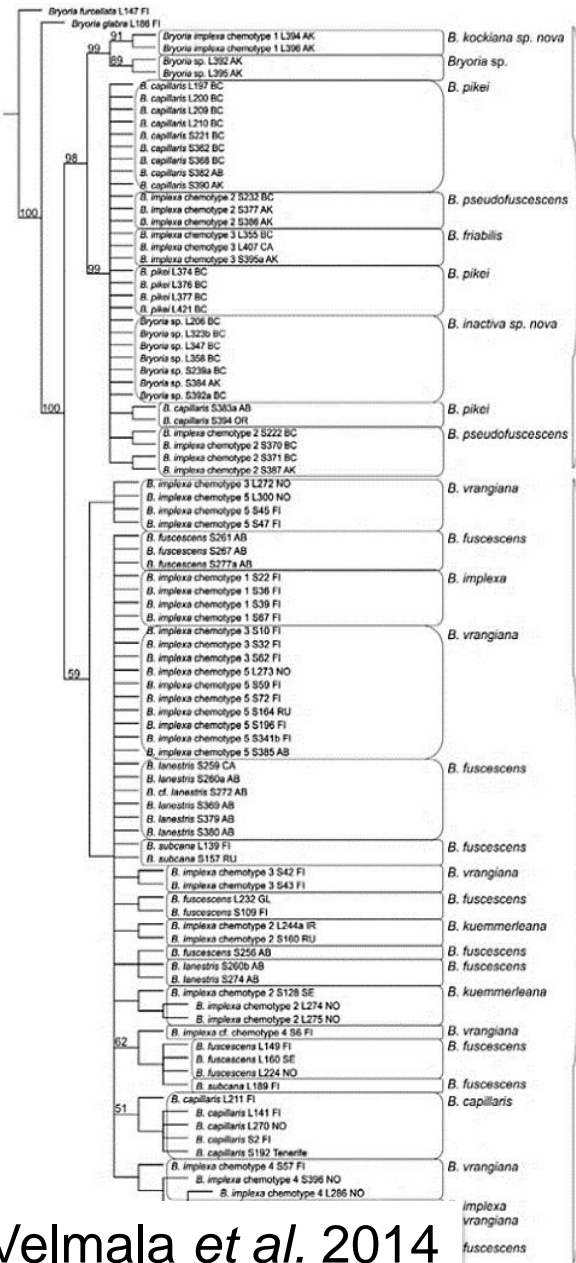 Bryoria furcellata L147 FI
Bryoria glabra L186 FI
91
Bryoria implexa chemotype 1 L394 AK
B. kockiana sp. nova
99
Bryoria implexa chemotype 1 L396 AK
89
Bryoria sp. L392 AK
Bryoria sp.
Bryoria sp. L395 AK
B. capillaris L197 BC
B. pikei
B. capillaris L200 BC
B. capillaris L209 BC
B. capillaris L210 BC
B. capillaris S221 BC
B. capillaris S362 BC
98
B. capillaris S368 BC
B. capillaris S382 AB
B. capillaris S390 AK
B. implexa chemotype 2 S232 BC
B. pseudofuscescens
100
B. implexa chemotype 2 S377 AK
B. implexa chemotype 2 S386 AK
B. implexa chemotype 3 L355 BC
B. friabilis
B. implexa chemotype 3 L407 CA
B. implexa chemotype 3 S395a AK
99
B. pikei L374 BC
B. pikei
B. pikei L376 BC
B. pikei L377 BC
B. pikei L421 BC
Bryoria sp. L206 BC
B. inactiva sp. nova
Bryoria sp. L323b BC
Bryoria sp. L347 BC
Bryoria sp. L358 BC
Bryoria sp. S239a BC
Bryoria sp. S384 AK
Bryoria sp. S392a BC
100
B. capillaris S383a AB
B. pikei
B. capillaris S394 OR
B. implexa chemotype 2 S222 BC
B. pseudofuscescens
B. implexa chemotype 2 S370 BC
B. implexa chemotype 2 S371 BC
B. implexa chemotype 2 S387 AK
B. implexa chemotype 3 L272 NO
B. vrangiana
B. implexa chemotype 5 L300 NO
B. implexa chemotype 5 S45 FI
B. implexa chemotype 5 S47 FI
B. fuscescens S261 AB
B. fuscescens
B. fuscescens S267 AB
B. fuscescens S277a AB
B. implexa chemotype 1 S22 FI
B. implexa
B. implexa chemotype 1 S36 FI
B. implexa chemotype 1 S39 FI
B. implexa chemotype 1 S67 FI
B. implexa chemotype 3 S10 FI
B. vrangiana
B. implexa chemotype 3 S32 FI
B. implexa chemotype 3 S62 FI
59
B. implexa chemotype 5 L273 NO
B. implexa chemotype 5 S59 FI
B. implexa chemotype 5 S72 FI
B. implexa chemotype 5 S164 RU
B. implexa chemotype 5 S196 FI
B. implexa chemotype 5 S341b FI
B. implexa chemotype 5 S385 AB
B. lanestris S259 CA
B. fuscescens
B. lanestris S260a AB
B. cf. lanestris S272 AB
B. lanestris S369 AB
B. lanestris S379 AB
B. lanestris S380 AB
B. subcana L139 FI
B. fuscescens
B. subcana S157 RU
B. implexa chemotype 3 S42 FI
B. vrangiana
B. implexa chemotype 3 S43 FI
B. fuscescens L232 GL
B. fuscescens
B. fuscescens S109 FI
B. implexa chemotype 2 L244a IR
B. kuemmerleana
B. implexa chemotype 2 S160 RU
B. fuscescens S256 AB
B. fuscescens
B. lanestris S260b AB
B. fuscescens
B. lanestris S274 AB
B. implexa chemotype 2 S128 SE
B. kuemmerleana
B. implexa chemotype 2 L274 NO
B. implexa chemotype 2 L275 NO
B. implexa cf. chemotype 4 S6 FI
B. vrangiana
62
B. fuscescens L149 FI
B. fuscescens
B. fuscescens L160 SE
B. fuscescens L224 NO
B. subcana L189 FI
B. fuscescens
B. capillaris L211 FI
B. capillaris
51
B. capillaris L141 FI
B. capillaris L270 NO
B. capillaris S2 FI
B. capillaris S192 Tenerife
B. implexa chemotype 4 S57 FI
B. vrangiana
B. implexa chemotype 4 S396 NO
B. implexa chemotype 4 L286 NO
implexa
vrangiana
Velmala et al. 2014
fuscescens